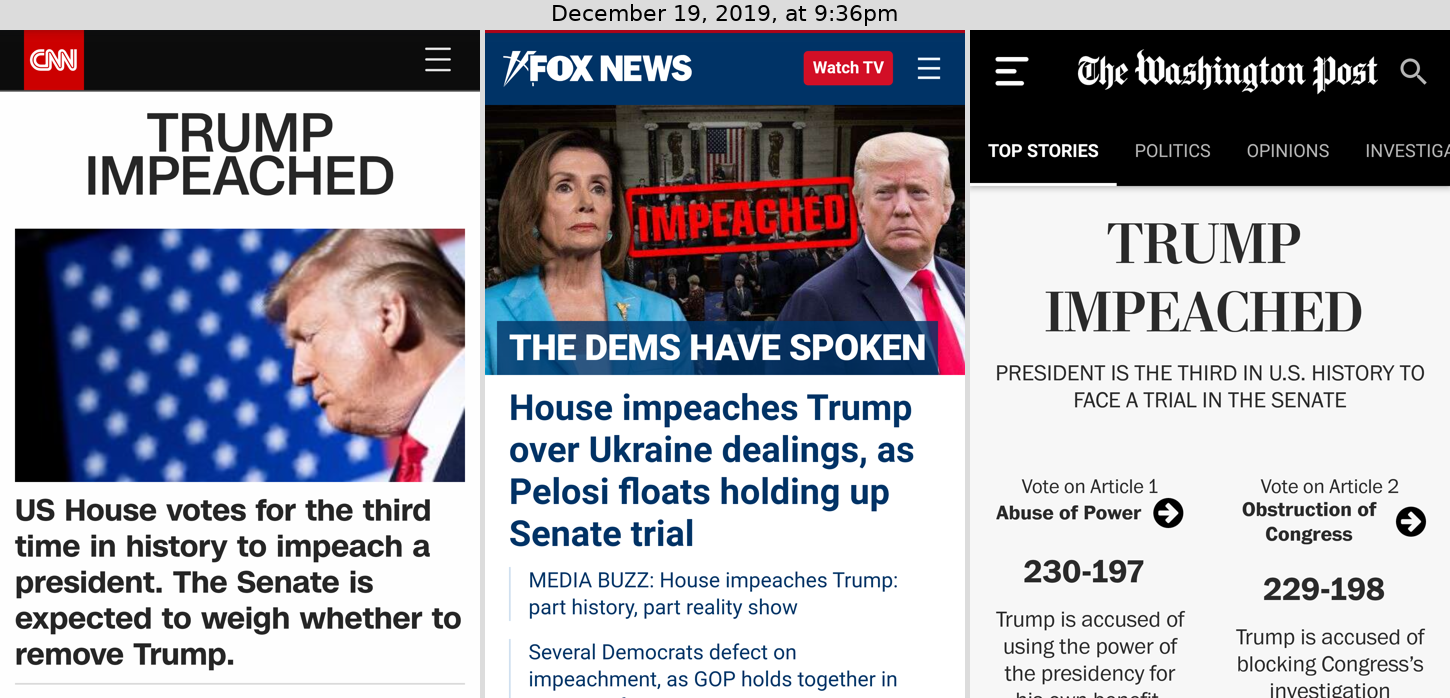 December 19, 2019, at 9:36pm
CNN
TRUMP
IMPEACHED
US House votes for the third
time in history to impeach a
president. The Senate is
expected to weigh whether to
remove Trump.
FOX NEWS
Watch TV
IMPEACHED
THE DEMS HAVE SPOKEN
House impeaches Trump
over Ukraine dealings, as
Pelosi floats holding up
Senate trial
MEDIA BUZZ: House impeaches Trump:
part history, part reality show
Several Democrats defect on
impeachment, as GOP holds together in
The Washington Post
TOP STORIES POLITICS OPINIONS INVESTIGA
TRUMP
IMPEACHED
PRESIDENT IS THE THIRD IN U.S. HISTORY TO
FACE A TRIAL IN THE SENATE
Vote on Article 1
Abuse of Power
230-197
Trump is accused of
using the power of
the presidency for
his own benefit
Vote on Article 2
Obstruction of
Congress
229-198
Trump is accused of
blocking Congress's
investigation